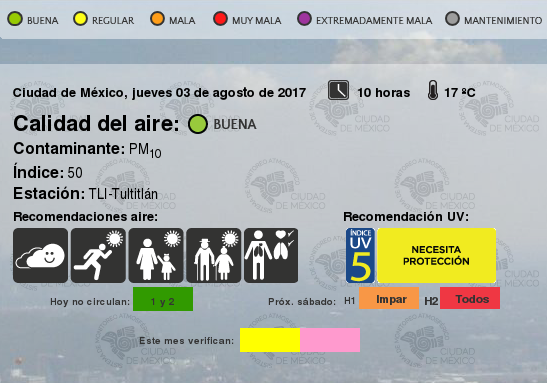 BUENA REGULAR MALA MUY MALA EXTREMADAMENTE MALA MANTENIMIENTO
Ciudad de México, jueves 03 de agosto de 2017 10 horas 17 ºC
Calidad del aire: BUENA
Contaminante: PM10
Índice: 50
Estación: TLI-Tultitlán
Recomendaciones aire: Recomendación UV:
ÍNDICE
UV
5
NECESITA
PROTECCIÓN
Hoy no circulan: 1 y 2 Próx. sábado: H1 Impar H2 Todos
Este mes verifican: